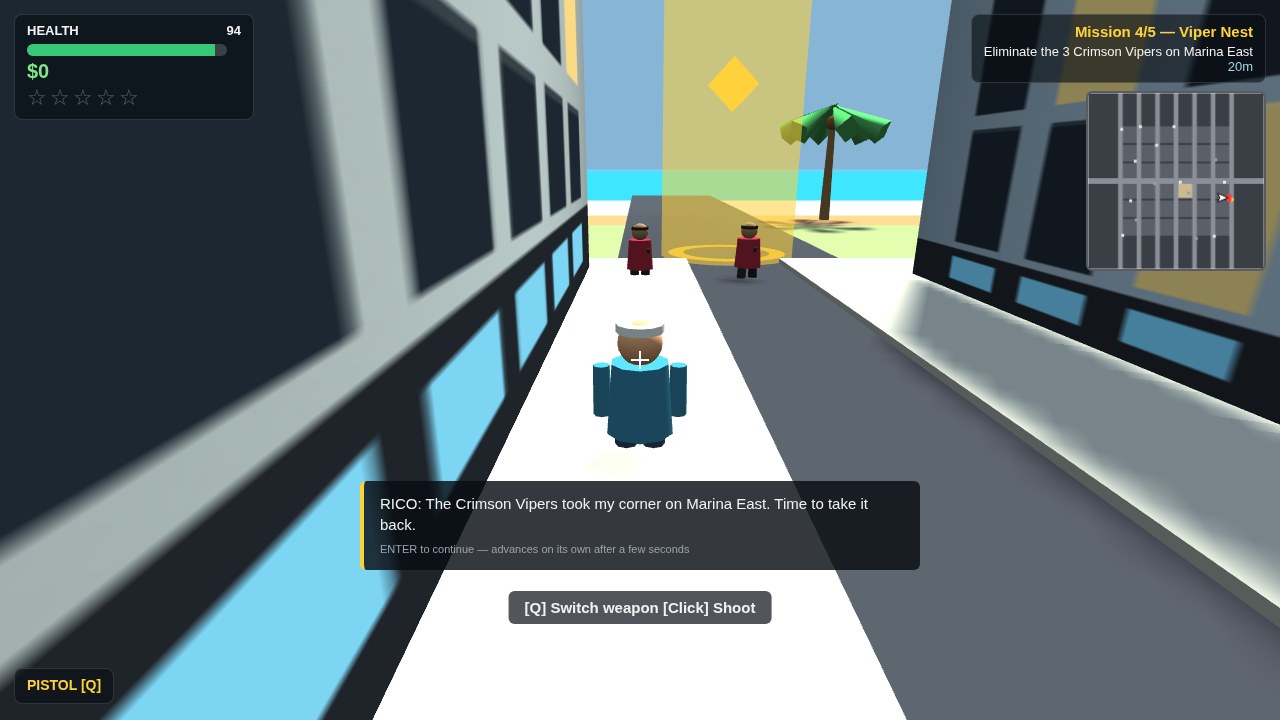 HEALTH 94
$0
☆☆☆☆☆
Mission 4/5 — Viper Nest
Eliminate the 3 Crimson Vipers on Marina East
20m
RICO: The Crimson Vipers took my corner on Marina East. Time to take it
back.
ENTER to continue — advances on its own after a few seconds
[Q] Switch weapon [Click] Shoot
PISTOL [Q]